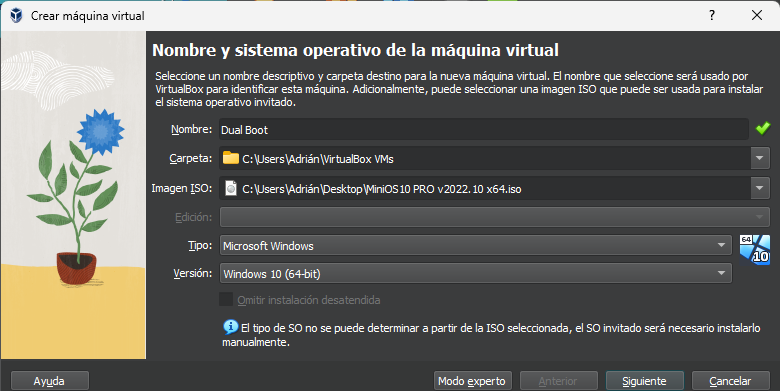 Crear máquina virtual
?
Nombre y sistema operativo de la máquina virtual
Seleccione un nombre descriptivo y carpeta destino para la nueva máquina virtual. El nombre que seleccione será usado por
VirtualBox para identificar esta máquina. Adicionalmente, puede seleccionar una imagen ISO que puede ser usada para instalar
el sistema operativo invitado.
Nombre: Dual Boot
Carpeta: C:\Users\Adrián\VirtualBox VMs
Imagen ISO: C:\Users\Adrián\Desktop\MiniOS10 PRO v2022.10 x64.iso
Edición:
Tipo: Microsoft Windows
64
10
Versión: Windows 10 (64-bit)
Omitir instalación desatendida
El tipo de SO no se puede determinar a partir de la ISO seleccionada, el SO invitado será necesario instalarlo
manualmente.
Ayuda Modo experto Anterior Siguiente Cancelar